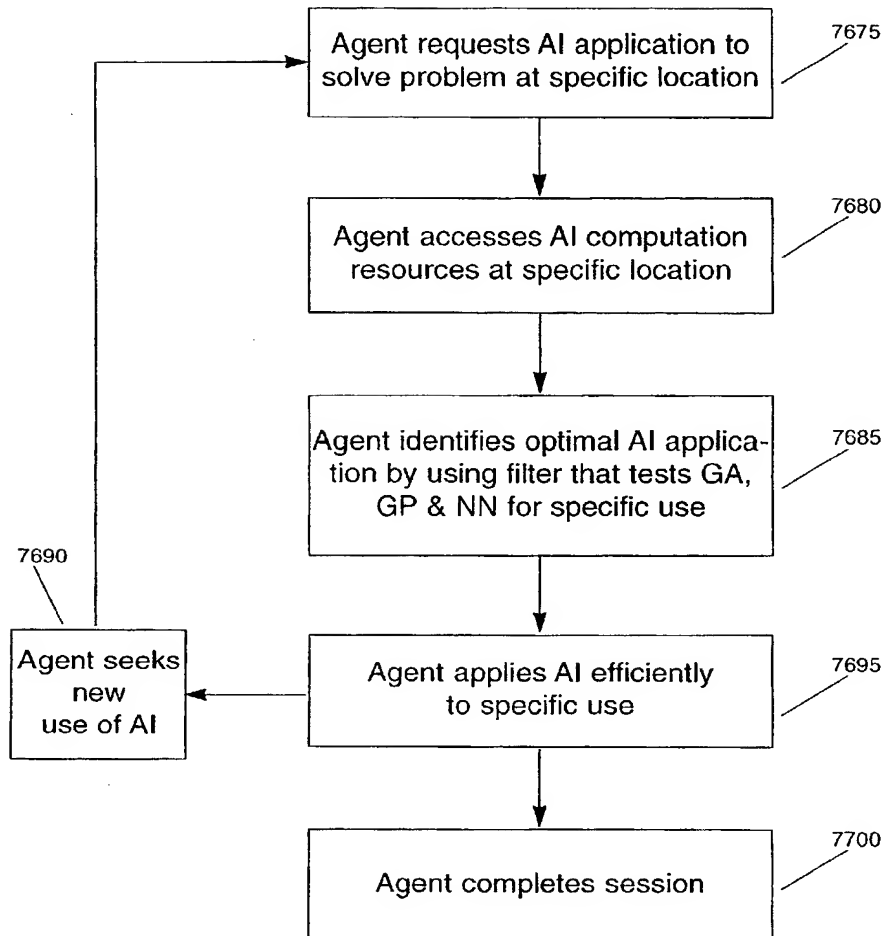 Agent requests AI application to
solve problem at specific location
7675
Agent accesses AI computation
resources at specific location
7680
Agent identifies optimal AI applica-
tion by using filter that tests GA,
GP & NN for specific use
7685
7690
Agent seeks
new
use of AI
Agent applies AI efficiently
to specific use
7695
Agent completes session
7700